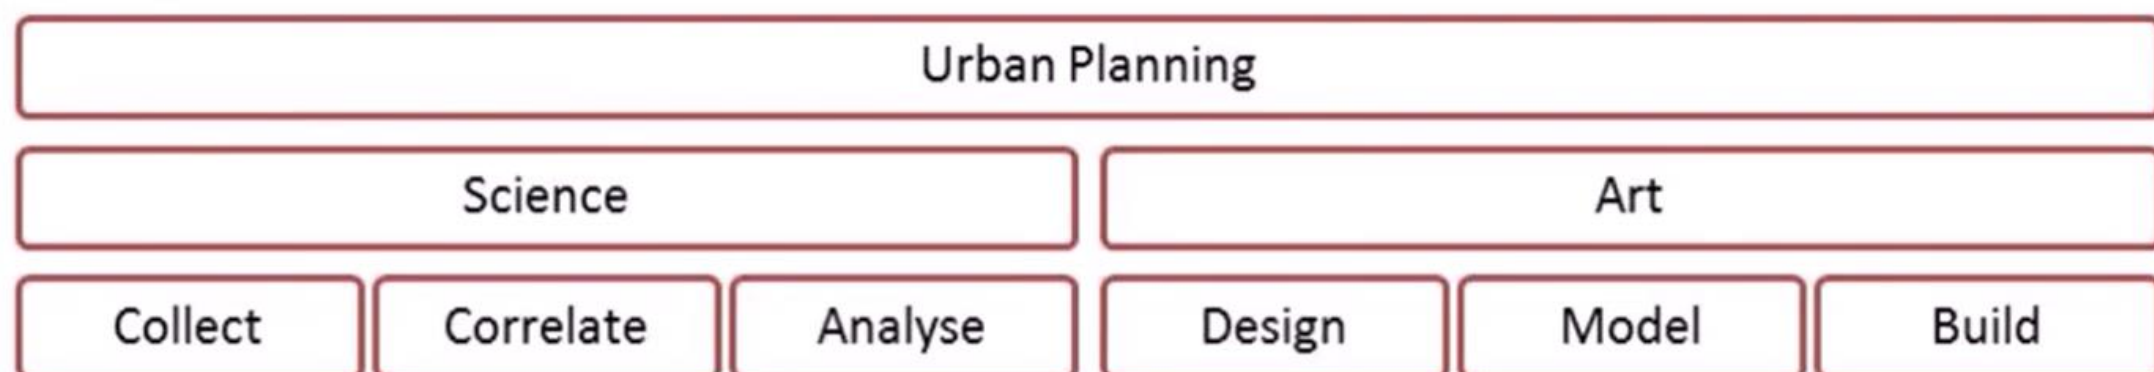 Urban Planning
Science Art
Collect Correlate Analyse Design Model Build